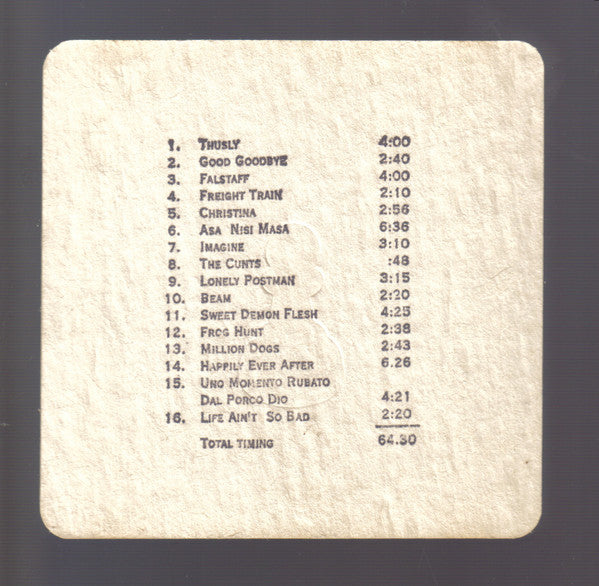 1. THUSLY 4:00
2. GOOD GOODBYE 2:40
3. FALSTAFF 4:00
4. FREIGHT TRAIN 2:10
5. CHRISTINA 2:56
6. ASA NISI MASA 6:36
7. IMAGINE 3:10
8. THE CUNTS :48
9. LONELY POSTMAN 3:15
10. BEAM 2:20
11. SWEET DEMON FLESH 4:25
12. FROG HUNT 2:38
13. MILLION DOGS 2:43
14. HAPPILY EVER AFTER 6.26
15. UNO MOMENTO RUBATO
DAL PORCO DIO 4:21
16. LIFE AIN'T SO BAD 2:20
TOTAL TIMING 64.30